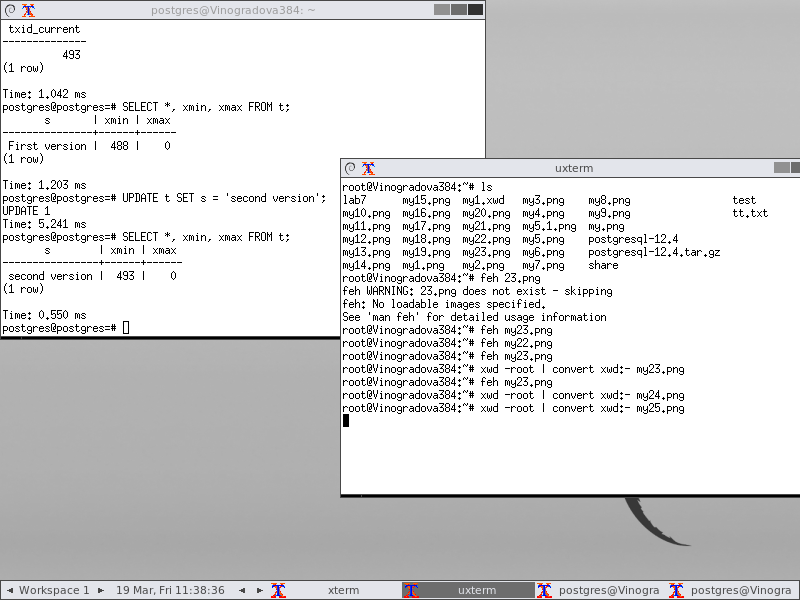 postgres@Vinogradova384: ~
txid_current
--------------
493
(1 row)
Time: 1.042 ms
postgres@postgres=# SELECT *, xmin, xmax FROM t;
s | xmin | xmax
---------------+------+------
First version | 488 | 0
(1 row)
Time: 1.203 ms
postgres@postgres=# UPDATE t SET s = 'second version';
UPDATE 1
Time: 5.241 ms
postgres@postgres=# SELECT *, xmin, xmax FROM t;
s | xmin | xmax
----------------+------+------
second version | 493 | 0
(1 row)
Time: 0.550 ms
postgres@postgres=#
uxterm
root@Vinogradova384:~# ls
lab7 my15.png my1.xwd my3.png my8.png test
my10.png my16.png my20.png my4.png my9.png tt.txt
my11.png my17.png my21.png my5.1.png my.png
my12.png my18.png my22.png my5.png postgresql-12.4
my13.png my19.png my23.png my6.png postgresql-12.4.tar.gz
my14.png my1.png my2.png my7.png share
root@Vinogradova384:~# feh 23.png
feh WARNING: 23.png does not exist - skipping
feh: No loadable images specified.
See 'man feh' for detailed usage information
root@Vinogradova384:~# feh my23.png
root@Vinogradova384:~# feh my22.png
root@Vinogradova384:~# feh my23.png
root@Vinogradova384:~# xwd -root | convert xwd:- my23.png
root@Vinogradova384:~# feh my23.png
root@Vinogradova384:~# xwd -root | convert xwd:- my24.png
root@Vinogradova384:~# xwd -root | convert xwd:- my25.png
Workspace 1 19 Mar, Fri 11:38:36 xterm uxterm postgres@Vinogra postgres@Vinogra